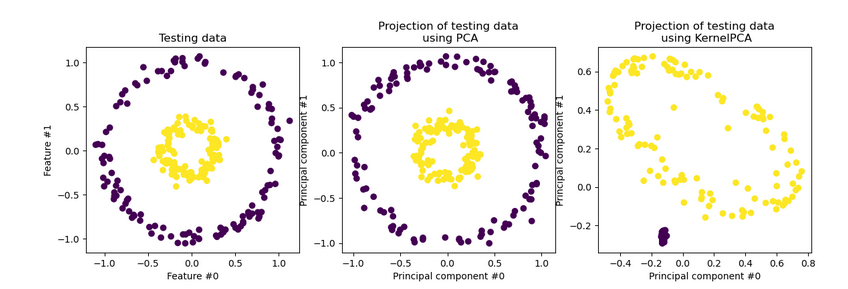 Testing data
Feature #1
1.0
0.5
0.0
−0.5
−1.0
−1.0
−0.5
0.0
0.5
1.0
Feature #0
Projection of testing data
using PCA
Principal component #1
1.0
0.5
0.0
−0.5
−1.0
−1.0
−0.5
0.0
0.5
1.0
Principal component #0
Projection of testing data
using KernelPCA
Principal component #1
0.6
0.4
0.2
0.0
−0.2
−0.4
−0.2
0.0
0.2
0.4
0.6
0.8
Principal component #0